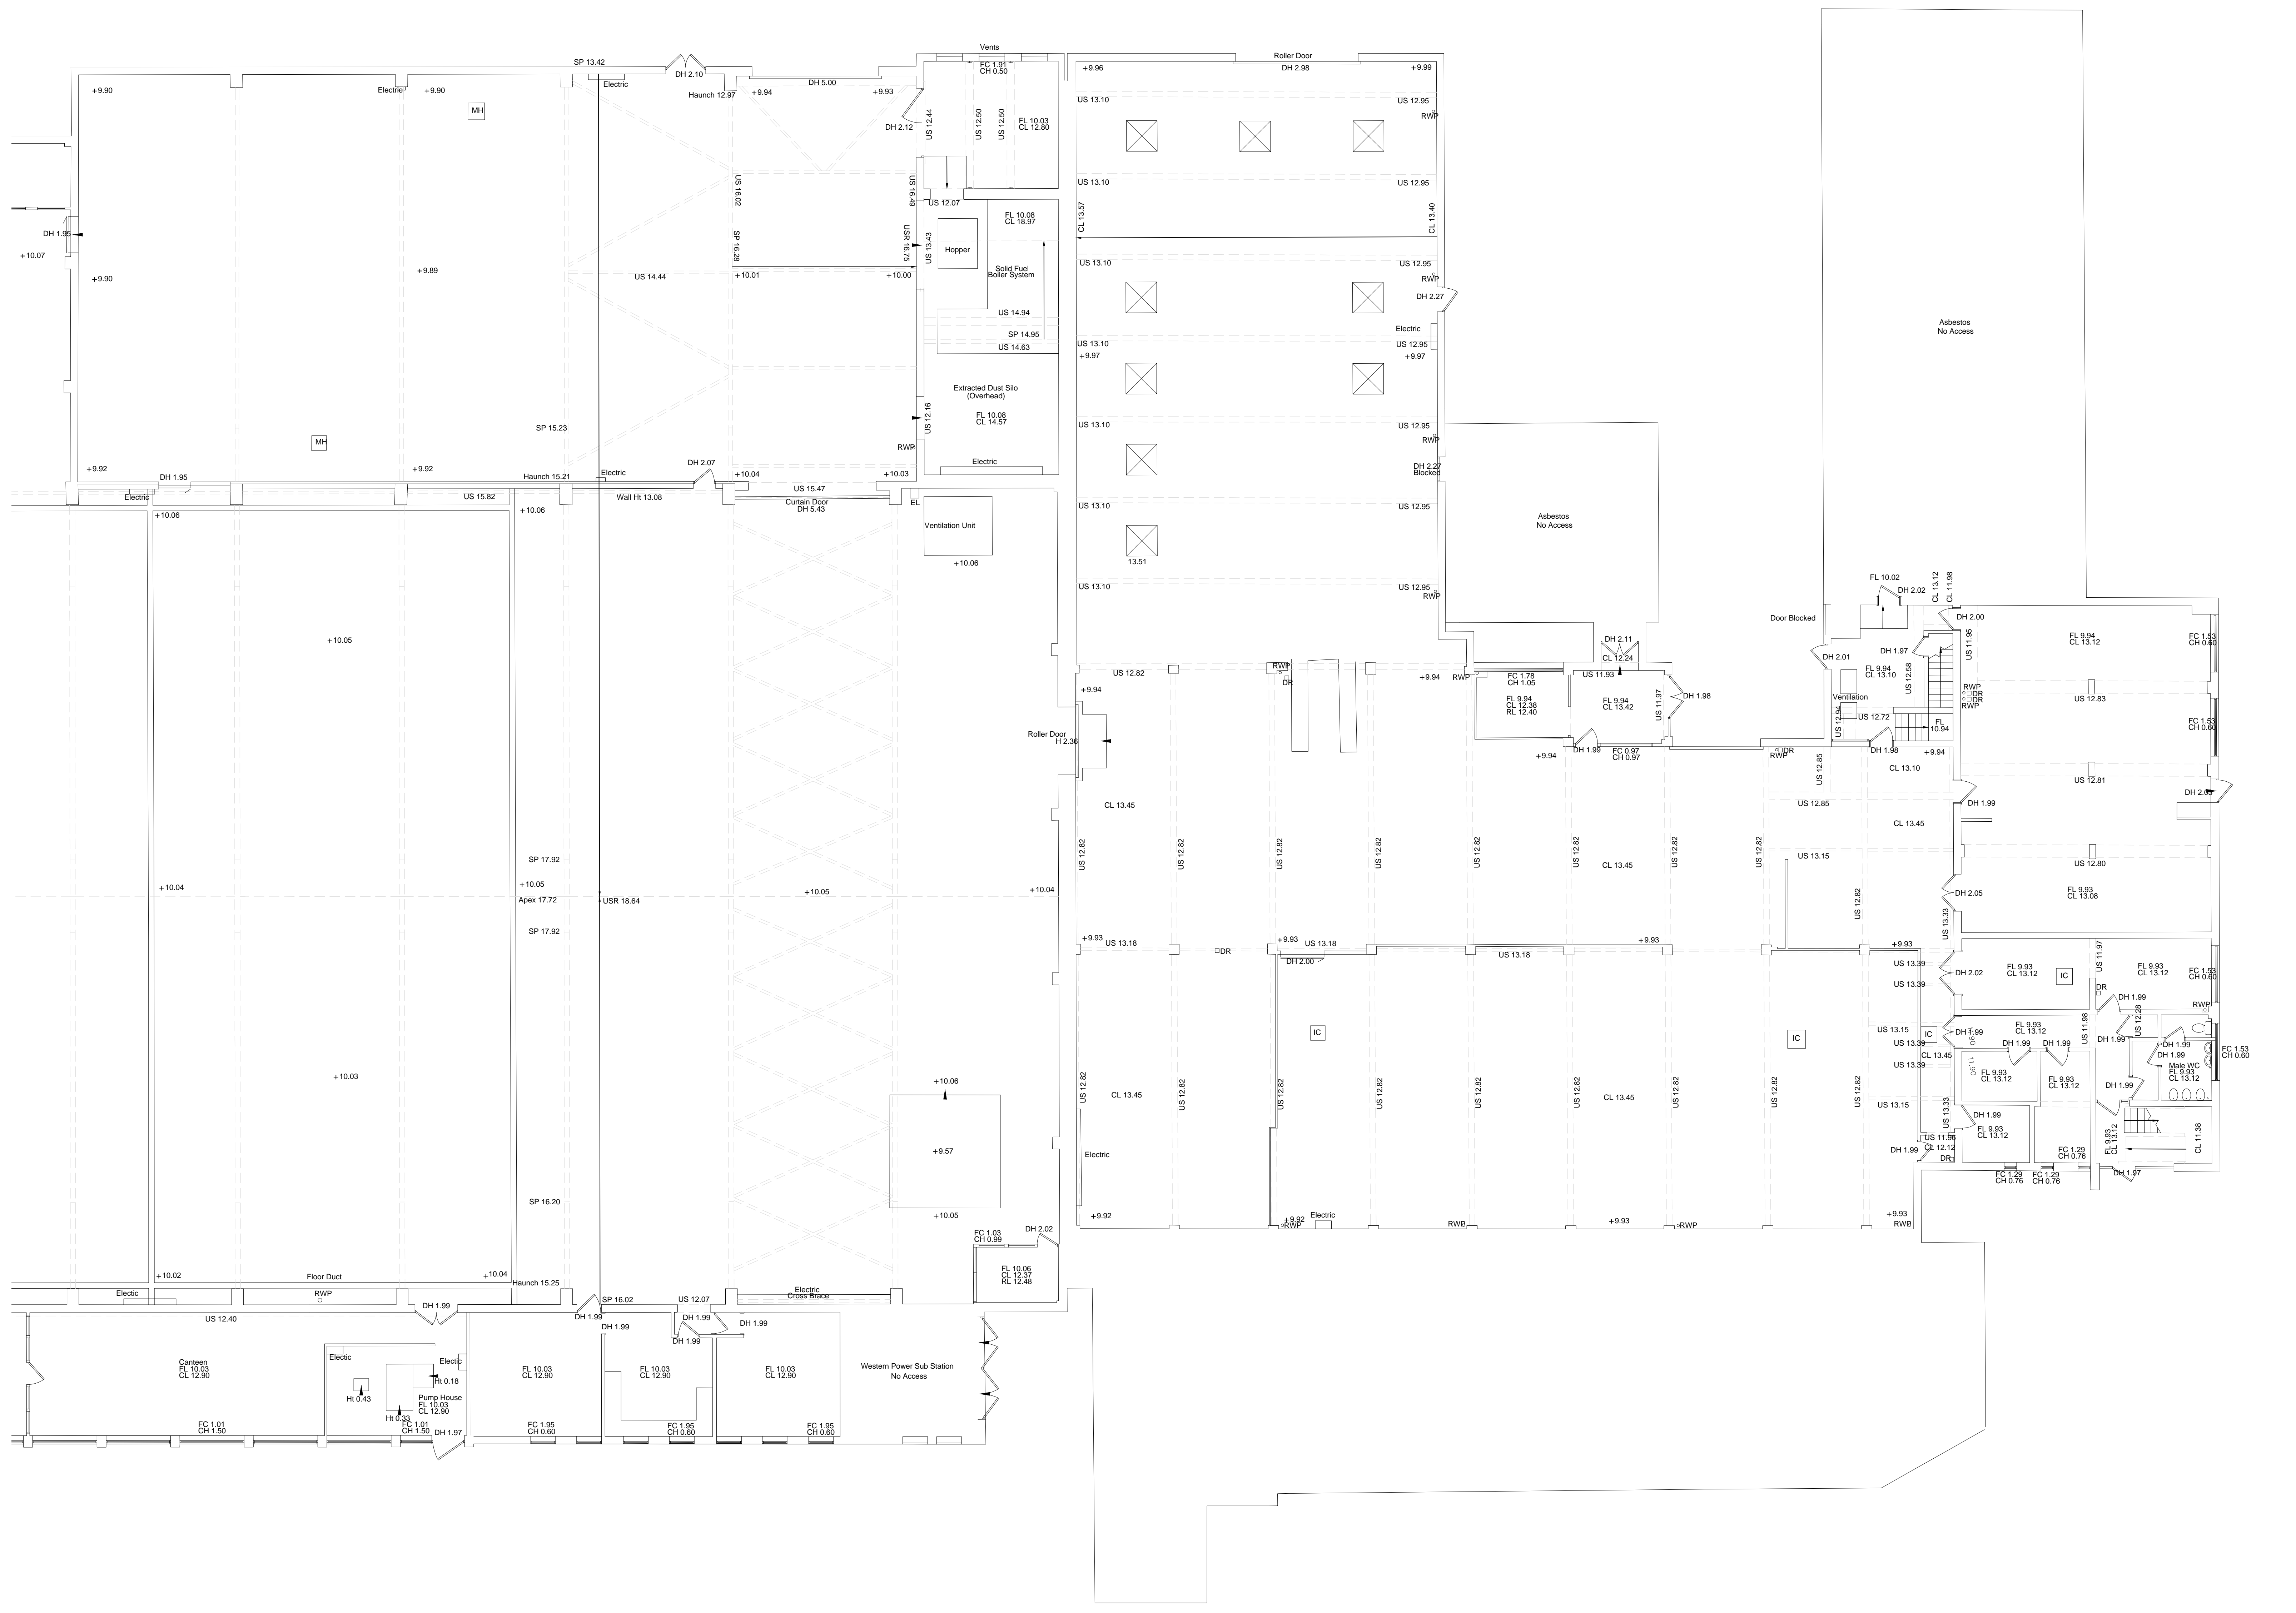 Vents
SP 13.42
DH 2.10
Electric
Electric
+9.90
+9.90
MH
Haunch 12.97
+9.94
DH 5.00
+9.93
DH 2.12
US 12.44
FC 1.91
CH 0.50
US 12.50
US 12.50
FL 10.03
CL 12.80
Roller Door
DH 2.98
+9.96
+9.99
US 13.10
US 12.95
RWP
US 13.10
US 12.95
CL 13.57
CL 13.40
US 16.02
US 16.49
US 12.07
DH 1.95
+10.07
+9.90
+9.89
US 14.44
SP 16.28
+10.01
USR 16.75
+10.00
US 13.43
Hopper
FL 10.08
CL 18.97
Solid Fuel
Boiler System
US 14.94
SP 14.95
US 14.63
US 13.10
US 12.95
RWP
DH 2.27
Electric
US 13.10
US 12.95
+9.97
+9.97
Asbestos
No Access
Extracted Dust Silo
(Overhead)
FL 10.08
CL 14.57
US 12.16
RWP
SP 15.23
MH
US 13.10
US 12.95
RWP
DH 2.27
Blocked
+9.92
DH 1.95
+9.92
Haunch 15.21
Electric
DH 2.07
+10.04
+10.03
Electric
Electric
US 15.82
Wall Ht 13.08
US 15.47
Curtain Door
DH 5.43
EL
+10.06
+10.06
Ventilation Unit
+10.06
US 13.10
US 12.95
Asbestos
No Access
13.51
US 13.10
US 12.95
RWP
FL 10.02
DH 2.02
CL 13.12
CL 11.98
Door Blocked
DH 2.00
DH 2.01
DH 1.97
US 11.95
FL 9.94
CL 13.12
FC 1.53
CH 0.60
+10.05
DH 2.11
CL 12.24
US 11.93
US 12.82
RWP
DR
+9.94
RWP
FC 1.78
CH 1.05
FL 9.94
CL 12.38
RL 12.40
FL 9.94
CL 13.42
US 11.97
DH 1.98
FL 9.94
CL 13.10
US 12.58
Ventilation
US 12.94
US 12.72
FL
10.94
RWP
DR
DR
RWP
US 12.83
FC 1.53
CH 0.60
+9.94
Roller Door
H 2.36
+9.94
DH 1.99
FC 0.97
CH 0.97
RWP
DR
DH 1.98
+9.94
CL 13.10
US 12.85
US 12.85
US 12.81
DH 2.03
DH 1.99
CL 13.45
CL 13.45
US 12.82
US 12.82
US 12.82
US 12.82
US 12.82
US 12.82
US 12.82
US 12.82
CL 13.45
US 13.15
US 12.80
SP 17.92
+10.04
+10.05
Apex 17.72
USR 18.64
+10.05
+10.04
SP 17.92
US 12.82
DH 2.05
FL 9.93
CL 13.08
US 13.33
+9.93
US 13.18
DR
+9.93
US 13.18
DH 2.00
US 13.18
+9.93
+9.93
US 13.39
US 13.39
DH 2.02
FL 9.93
CL 13.12
IC
US 11.97
FL 9.93
CL 13.12
FC 1.53
CH 0.60
DR
DH 1.99
RWP
+10.03
IC
IC
US 13.15
IC
US 13.39
DH 1.99
11.90
FL 9.93
CL 13.12
US 11.98
DH 1.99
DH 1.99
US 12.28
DH 1.99
DH 1.99
DH 1.99
FC 1.53
CH 0.60
CL 13.45
US 13.39
11.90
FL 9.93
CL 13.12
FL 9.93
CL 13.12
Male WC
FL 9.93
CL 13.12
DH 1.99
+10.06
+9.57
+10.05
US 12.82
US 12.82
US 12.82
US 12.82
US 12.82
US 12.82
US 12.82
US 12.82
US 12.82
CL 13.45
CL 13.45
US 13.15
US 13.33
DH 1.99
FL 9.93
CL 13.12
US 11.96
CL 12.12
DH 1.99
DR
FC 1.29
CH 0.76
FL 9.93
CL 13.12
CL 11.38
DH 1.97
FC 1.29
CH 0.76
FC 1.29
CH 0.76
Electric
SP 16.20
+9.92
+9.92
RWP
Electric
RWP
+9.93
RWP
+9.93
RWP
FC 1.03
CH 0.99
DH 2.02
FL 10.06
CL 12.37
RL 12.48
+10.02
Floor Duct
+10.04
Haunch 15.25
Electic
RWP
DH 1.99
SP 16.02
US 12.07
Electric
Cross Brace
US 12.40
DH 1.99
DH 1.99
DH 1.99
DH 1.99
DH 1.99
Canteen
FL 10.03
CL 12.90
Electic
Electic
Ht 0.18
Ht 0.43
Pump House
FL 10.03
CL 12.90
Ht 0.33
FC 1.01
CH 1.50
FC 1.01
CH 1.50
DH 1.97
FL 10.03
CL 12.90
FL 10.03
CL 12.90
FL 10.03
CL 12.90
Western Power Sub Station
No Access
FC 1.95
CH 0.60
FC 1.95
CH 0.60
FC 1.95
CH 0.60